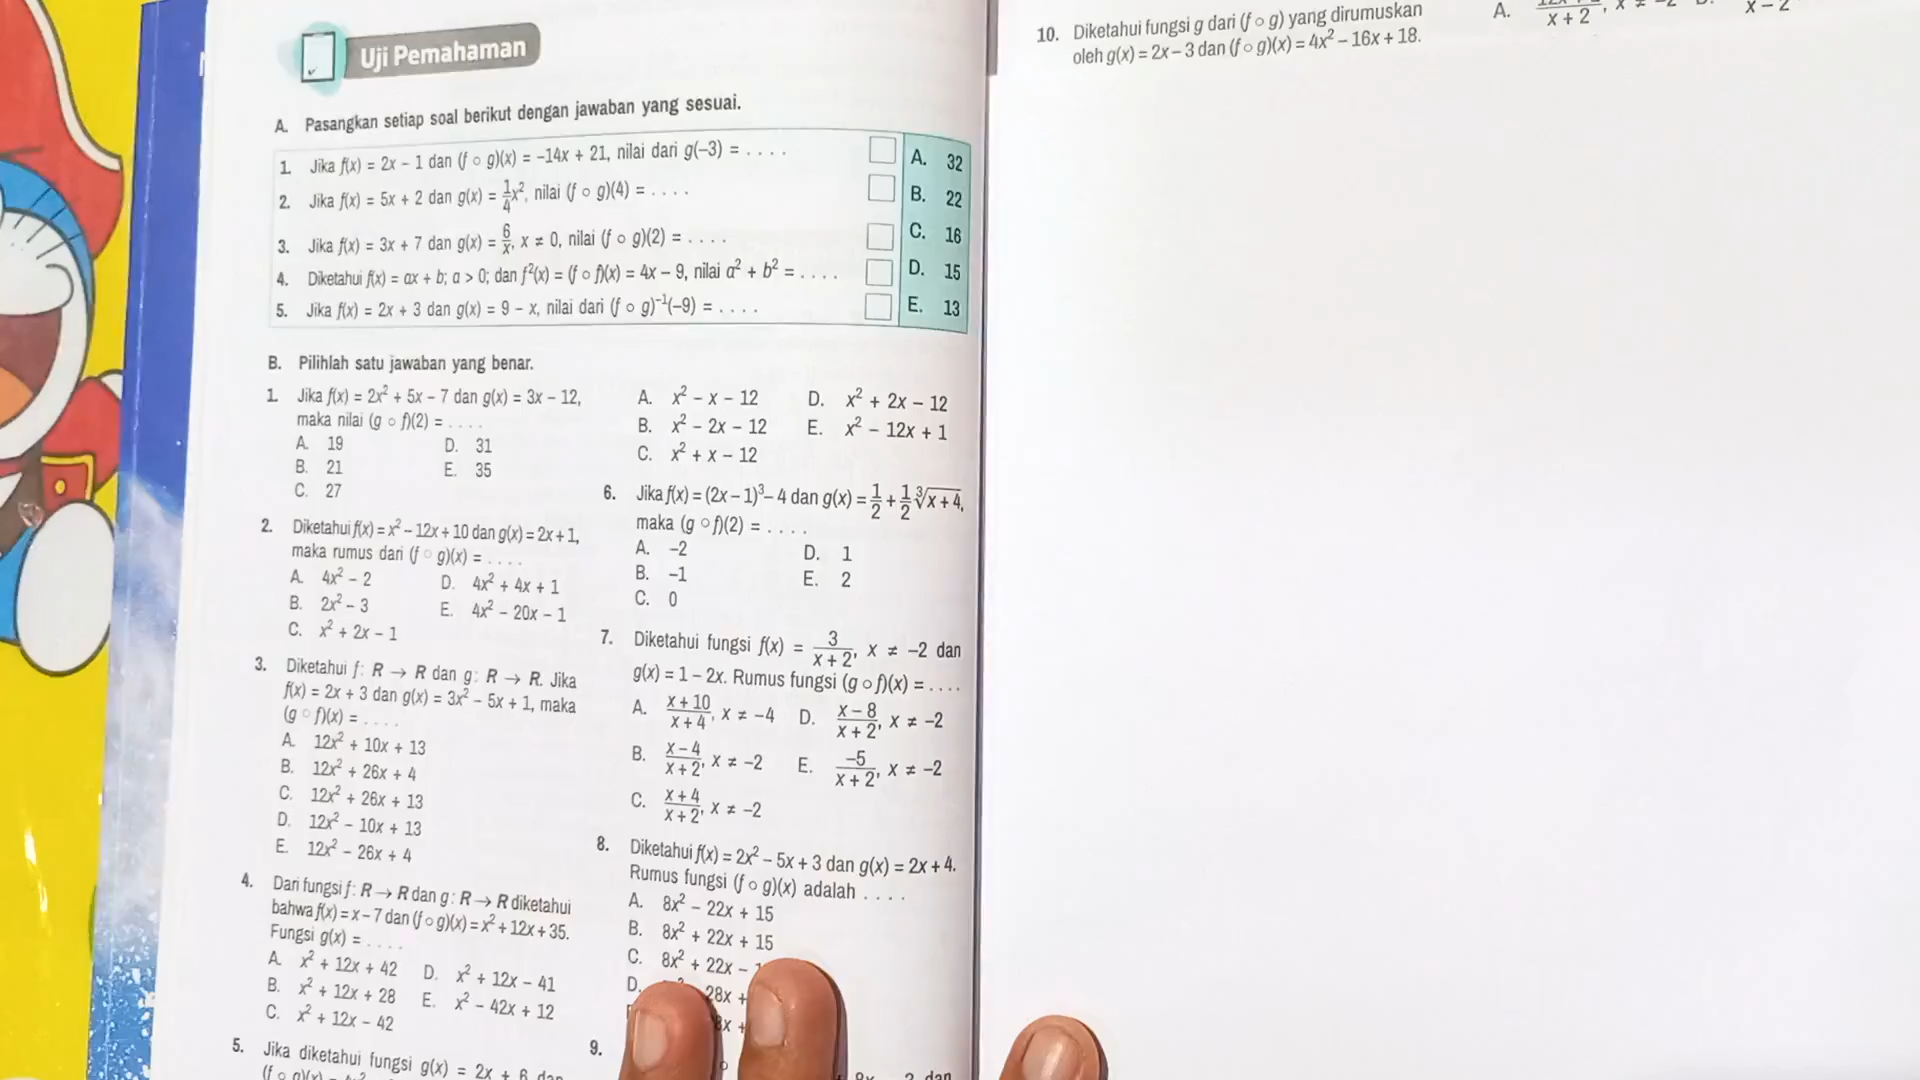 Uji Pemahaman
A. Pasangkan setiap soal berikut dengan jawaban yang sesuai.
1. Jika f(x) = 2x – 1 dan (f ∘ g)(x) = –14x + 21, nilai dari g(–3) = . . . .
A. 32
2. Jika f(x) = 5x + 2 dan g(x) = 1/4 x², nilai (f ∘ g)(4) = . . . .
B. 22
3. Jika f(x) = 3x + 7 dan g(x) = 6/x, x ≠ 0, nilai (f ∘ g)(2) = . . . .
C. 16
4. Diketahui f(x) = ax + b; a > 0; dan f²(x) = (f ∘ f)(x) = 4x – 9, nilai a² + b² = . . . .
D. 15
5. Jika f(x) = 2x + 3 dan g(x) = 9 – x, nilai dari (f ∘ g)⁻¹(–9) = . . . .
E. 13
B. Pilihlah satu jawaban yang benar.
1. Jika f(x) = 2x² + 5x – 7 dan g(x) = 3x – 12,
maka nilai (g ∘ f)(2) = . . . .
A. 19 D. 31
B. 21 E. 35
C. 27
2. Diketahui f(x) = x² – 12x + 10 dan g(x) = 2x + 1,
maka rumus dari (f ∘ g)(x) = . . . .
A. 4x² – 2 D. 4x² + 4x + 1
B. 2x² – 3 E. 4x² – 20x – 1
C. x² + 2x – 1
3. Diketahui f: R → R dan g: R → R. Jika
f(x) = 2x + 3 dan g(x) = 3x² – 5x + 1, maka
(g ∘ f)(x) = . . . .
A. 12x² + 10x + 13
B. 12x² + 26x + 4
C. 12x² + 26x + 13
D. 12x² – 10x + 13
E. 12x² – 26x + 4
4. Dari fungsi f : R → R dan g : R → R diketahui
bahwa f(x) = x – 7 dan (f ∘ g)(x) = x² + 12x + 35.
Fungsi g(x) = . . . .
A. x² + 12x + 42 D. x² + 12x – 41
B. x² + 12x + 28 E. x² – 42x + 12
C. x² + 12x – 42
5. Jika diketahui fungsi g(x) = 2x + 6 dan
(f ∘ g)(x)
A. x² – x – 12 D. x² + 2x – 12
B. x² – 2x – 12 E. x² – 12x + 1
C. x² + x – 12
6. Jika f(x) = (2x – 1)³ – 4 dan g(x) = 1/2 + 1/2 ∛(x + 4),
maka (g ∘ f)(2) = . . . .
A. –2 D. 1
B. –1 E. 2
C. 0
7. Diketahui fungsi f(x) = 3/(x + 2), x ≠ –2 dan
g(x) = 1 – 2x. Rumus fungsi (g ∘ f)(x) = . . . .
A. (x + 10)/(x + 4), x ≠ –4 D. (x – 8)/(x + 2), x ≠ –2
B. (x – 4)/(x + 2), x ≠ –2 E. –5/(x + 2), x ≠ –2
C. (x + 4)/(x + 2), x ≠ –2
8. Diketahui f(x) = 2x² – 5x + 3 dan g(x) = 2x + 4.
Rumus fungsi (f ∘ g)(x) adalah . . . .
A. 8x² – 22x + 15
B. 8x² + 22x + 15
C. 8x² + 22x –
D. 28x +
x +
9.
dan
10. Diketahui fungsi g dari (f ∘ g) yang dirumuskan
oleh g(x) = 2x – 3 dan (f ∘ g)(x) = 4x² – 16x + 18.
A. x + 2
x – 2